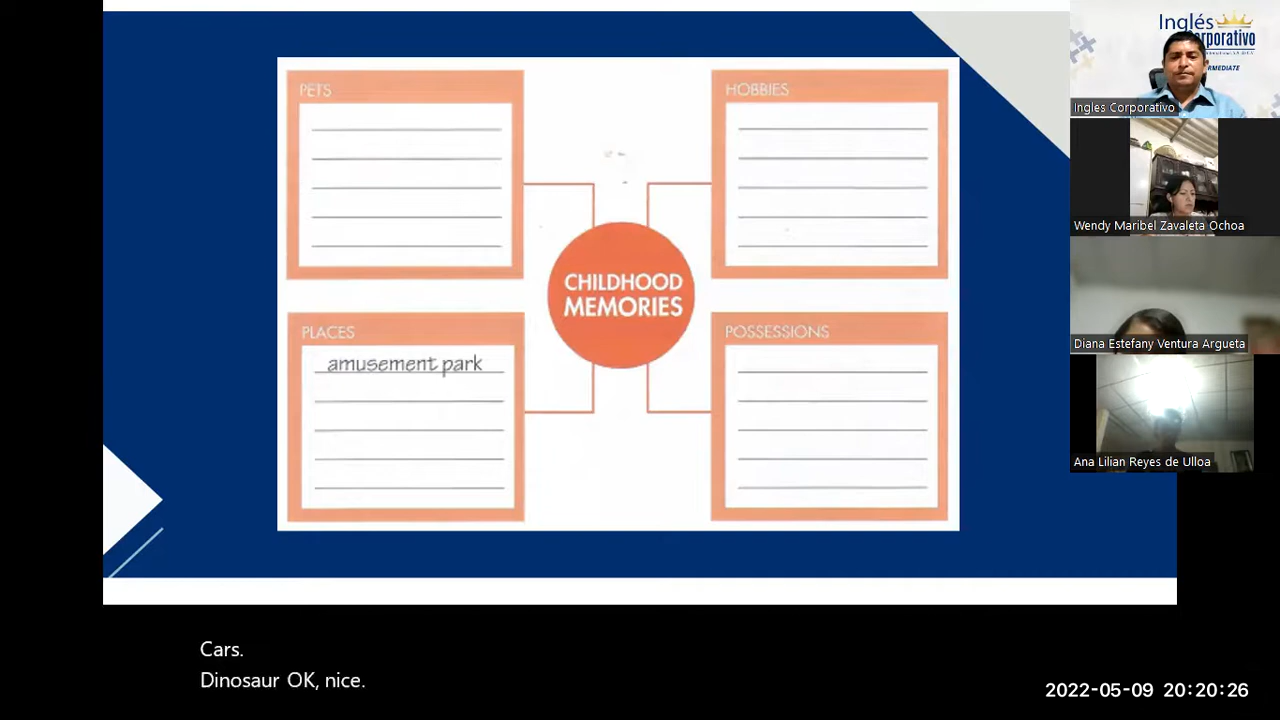 PETS
HOBBIES
CHILDHOOD
MEMORIES
PLACES
amusement park
POSSESSIONS
Inglés
Corporativo
Ingles Corporativo
Wendy Maribel Zavaleta Ochoa
Diana Estefany Ventura Argueta
Ana Lilian Reyes de Ulloa
Cars.
Dinosaur OK, nice.
2022-05-09 20:20:26